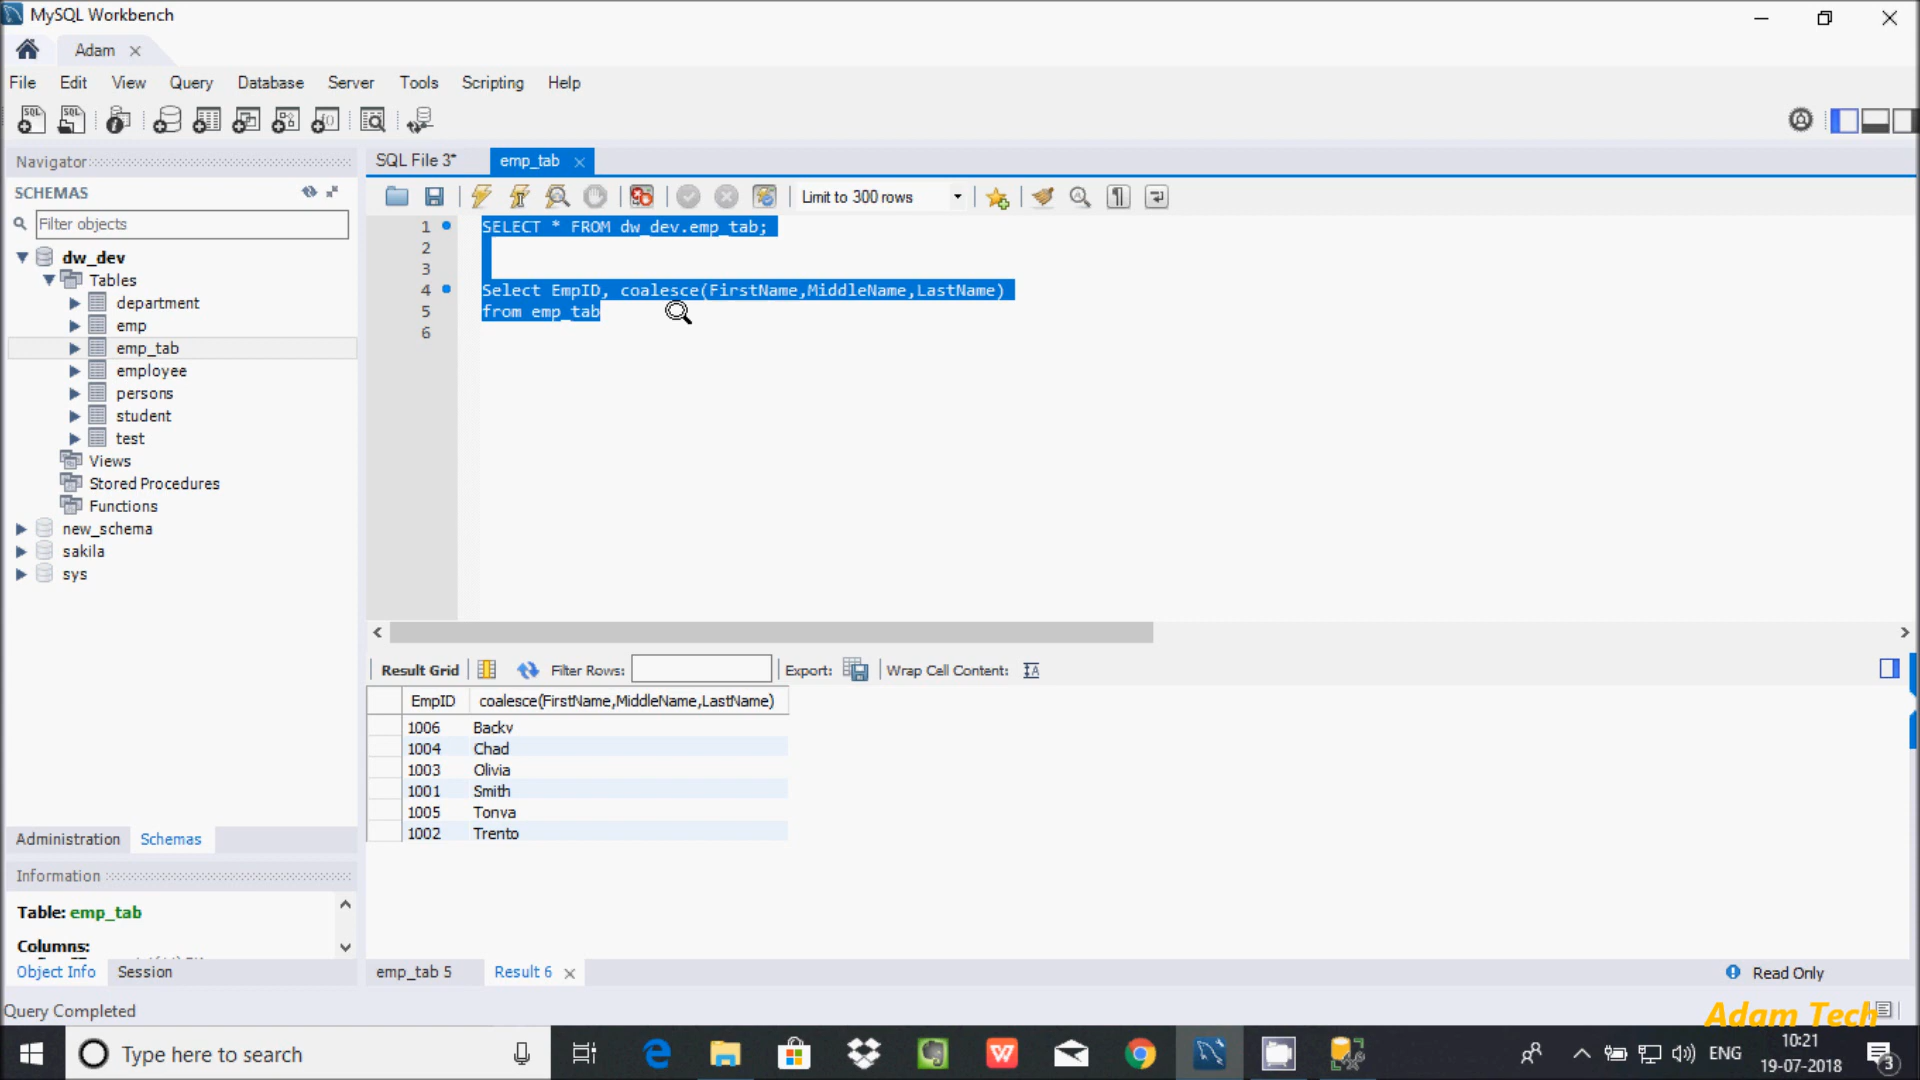 MySQL Workbench
Adam
File Edit View Query Database Server Tools Scripting Help
Navigator
SCHEMAS
Filter objects
dw_dev
Tables
department
emp
emp_tab
employee
persons
student
test
Views
Stored Procedures
Functions
new_schema
sakila
sys
Administration Schemas
Information
Table: emp_tab
Columns:
Object Info Session
SQL File 3* emp_tab
Limit to 300 rows
1 SELECT * FROM dw_dev.emp_tab;
2
3
4 Select EmpID, coalesce(FirstName,MiddleName,LastName)
5 from emp_tab
6
Result Grid Filter Rows: Export: Wrap Cell Content:
EmpID coalesce(FirstName,MiddleName,LastName)
1006 Backy
1004 Chad
1003 Olivia
1001 Smith
1005 Tonya
1002 Trento
emp_tab 5 Result 6 Read Only
Query Completed
Adam Tech
Type here to search
ENG
10:21
19-07-2018
3